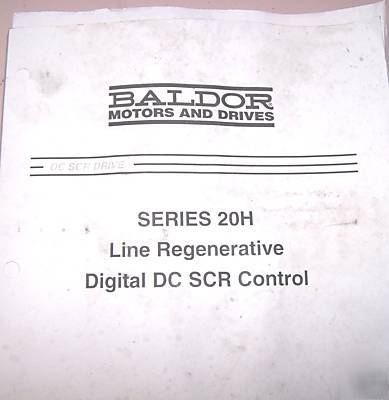 BALDOR
MOTORS AND DRIVES
DC SCR DRIVE
SERIES 20H
Line Regenerative
Digital DC SCR Control